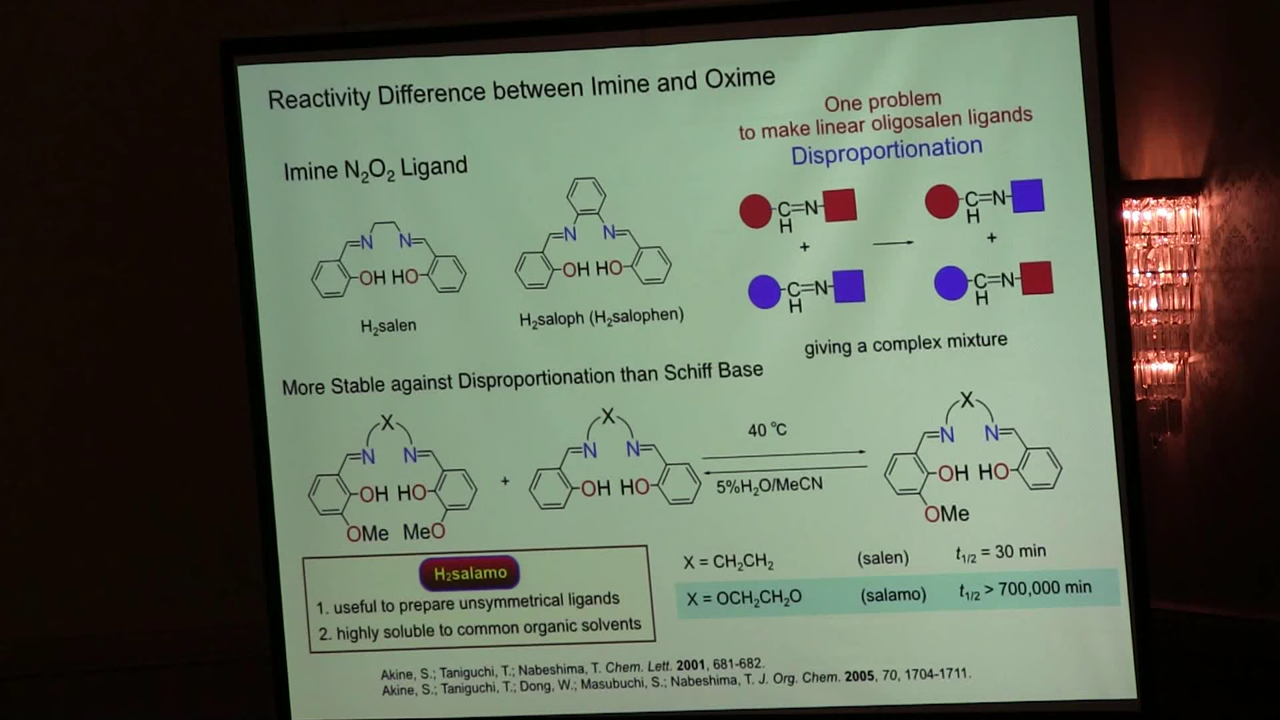 Reactivity Difference between Imine and Oxime
One problem
to make linear oligosalen ligands
Disproportionation
Imine N₂O₂ Ligand
N N
OH HO
H₂salen
N N
OH HO
H₂saloph (H₂salophen)
C=N
H
+
C=N
H
C=N
H
+
C=N
H
giving a complex mixture
More Stable against Disproportionation than Schiff Base
X
N N
OH HO
OMe MeO
+
X
N N
OH HO
40 °C
5%H₂O/MeCN
X
N N
OH HO
OMe
H₂salamo
1. useful to prepare unsymmetrical ligands
2. highly soluble to common organic solvents
X = CH₂CH₂ (salen) t₁/₂ = 30 min
X = OCH₂CH₂O (salamo) t₁/₂ > 700,000 min
Akine, S.; Taniguchi, T.; Nabeshima, T. Chem. Lett. 2001, 681-682.
Akine, S.; Taniguchi, T.; Dong, W.; Masubuchi, S.; Nabeshima, T. J. Org. Chem. 2005, 70, 1704-1711.